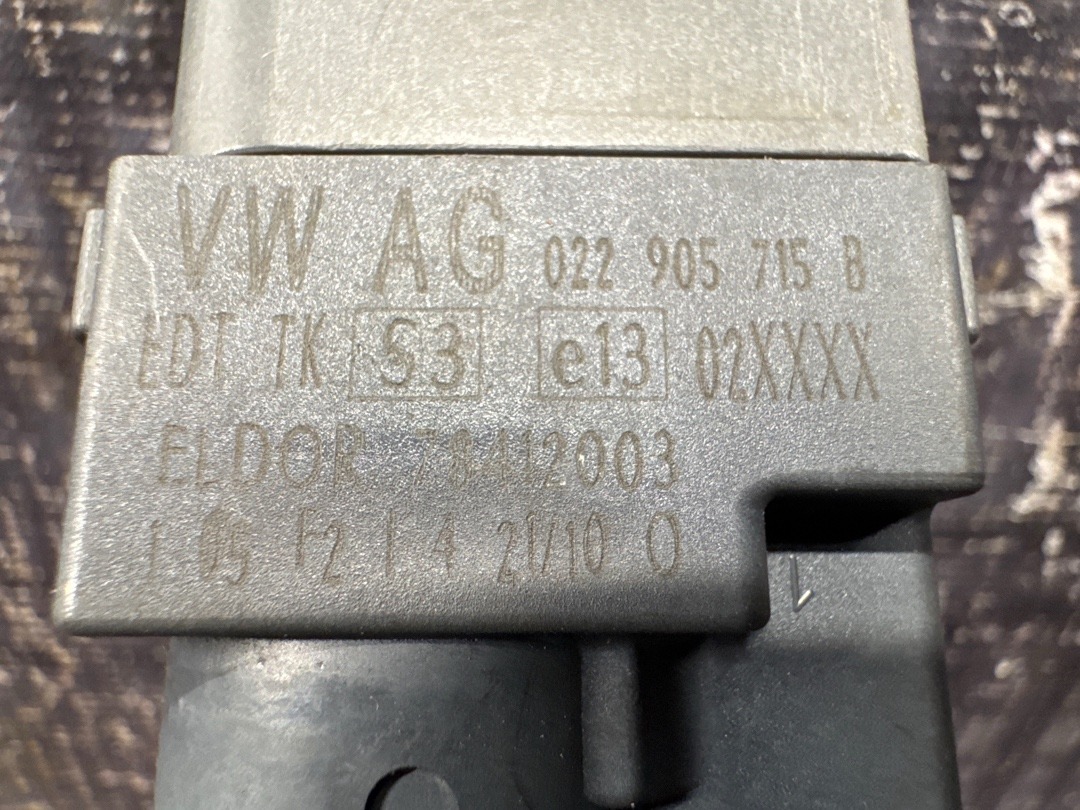 VW AG 022 905 715 B
EDT TK S3 e13 02XXXX
ELDOR 78412003
1 05 F2 1 4 21/10 O
1